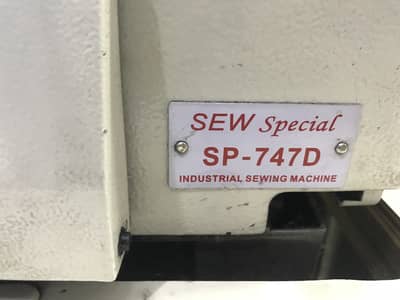 SEW Special
SP-747D
INDUSTRIAL SEWING MACHINE